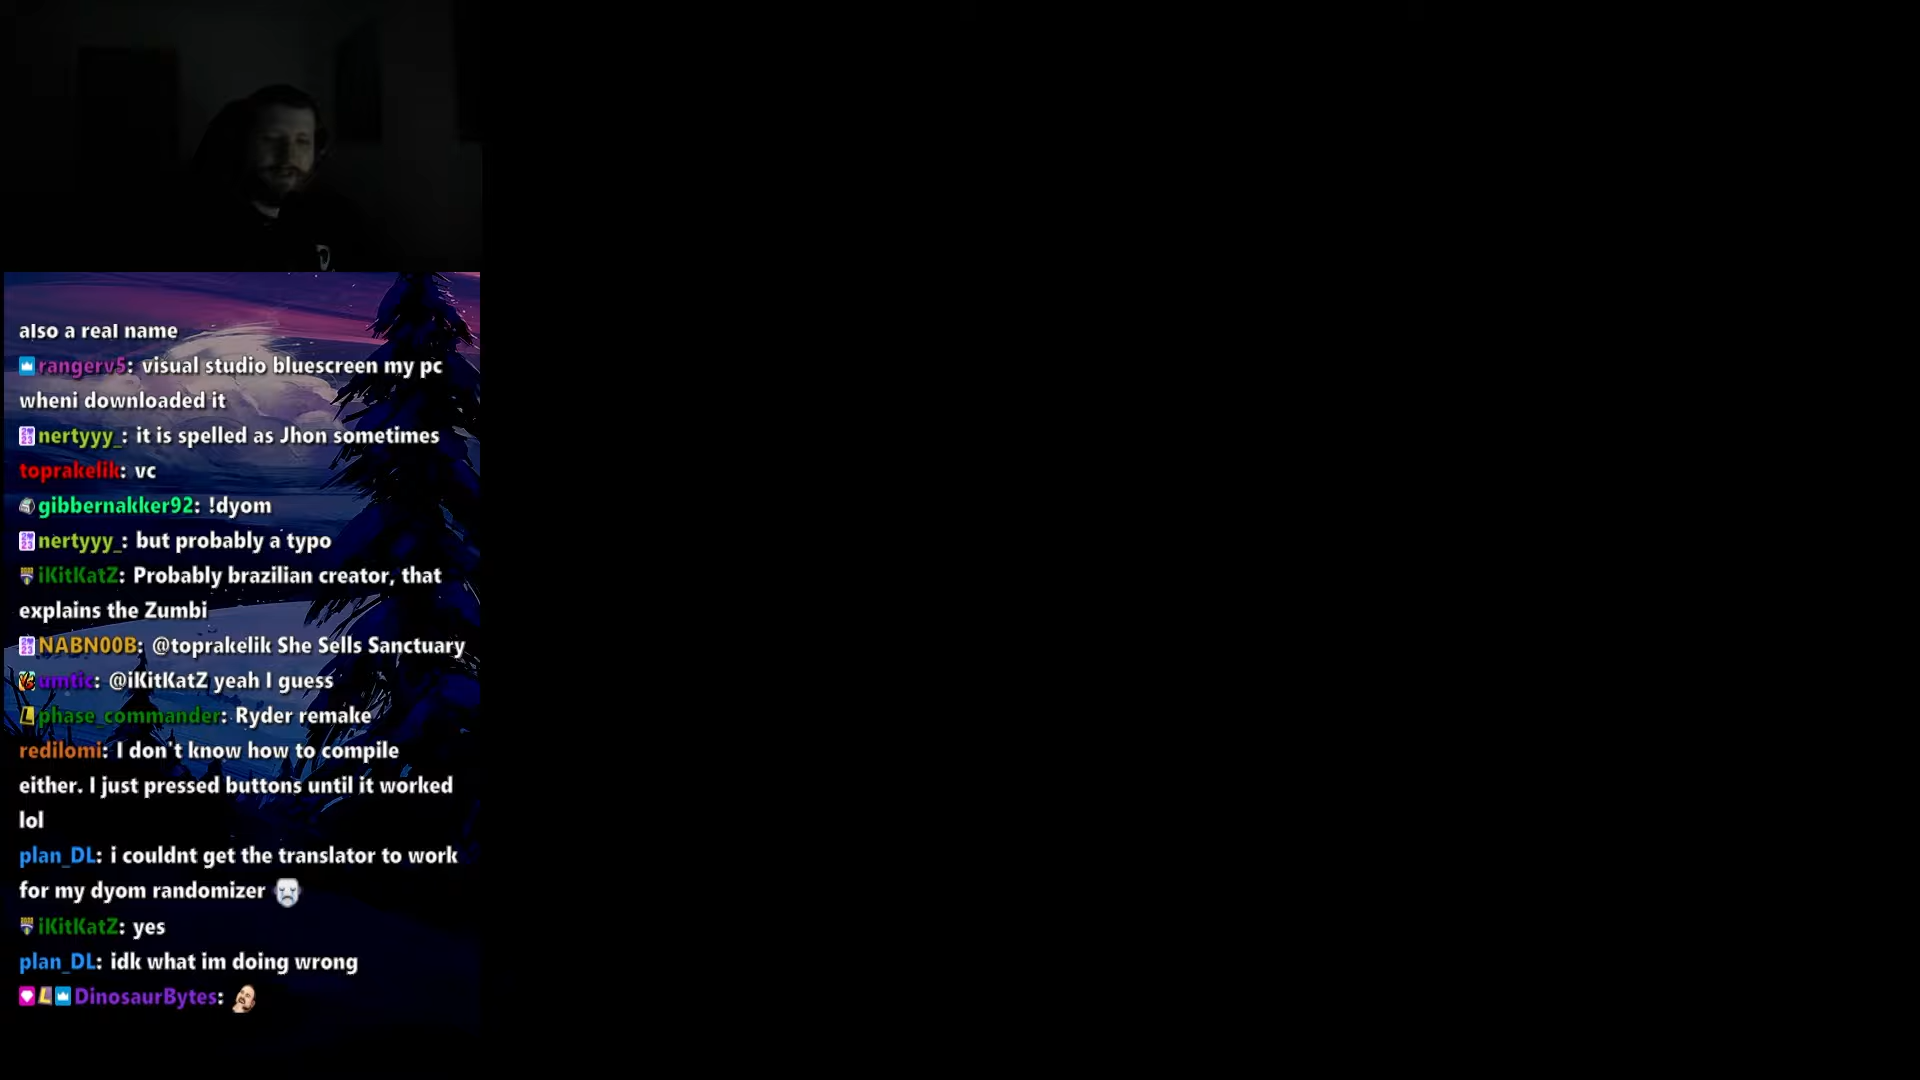 also a real name
rangerv5: visual studio bluescreen my pc
wheni downloaded it
nertyyy_: it is spelled as Jhon sometimes
toprakelik: vc
gibbernakker92: !dyom
nertyyy_: but probably a typo
iKitKatZ: Probably brazilian creator, that
explains the Zumbi
NABN00B: @toprakelik She Sells Sanctuary
umtic: @iKitKatZ yeah I guess
phase_commander: Ryder remake
redilomi: I don't know how to compile
either. I just pressed buttons until it worked
lol
plan_DL: i couldnt get the translator to work
for my dyom randomizer
iKitKatZ: yes
plan_DL: idk what im doing wrong
DinosaurBytes: